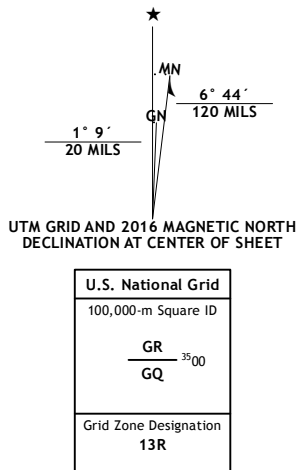 ★
MN
GN
6° 44´
120 MILS
1° 9´
20 MILS
UTM GRID AND 2016 MAGNETIC NORTH
DECLINATION AT CENTER OF SHEET
U.S. National Grid
100,000-m Square ID
GR
³⁵00
GQ
Grid Zone Designation
13R